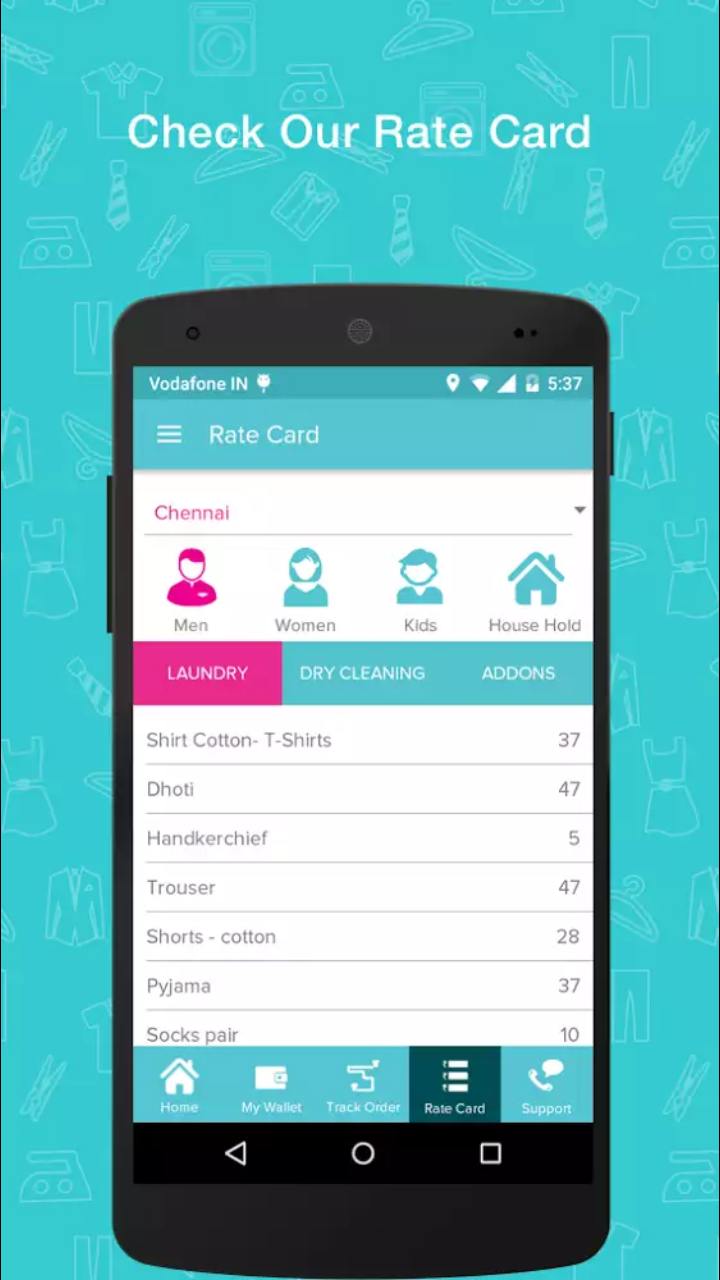 Check Our Rate Card
Vodafone IN 5:37
Rate Card
Chennai
Men Women Kids House Hold
LAUNDRY DRY CLEANING ADDONS
Shirt Cotton- T-Shirts 37
Dhoti 47
Handkerchief 5
Trouser 47
Shorts - cotton 28
Pyjama 37
Socks pair 10
Home My Wallet Track Order Rate Card Support